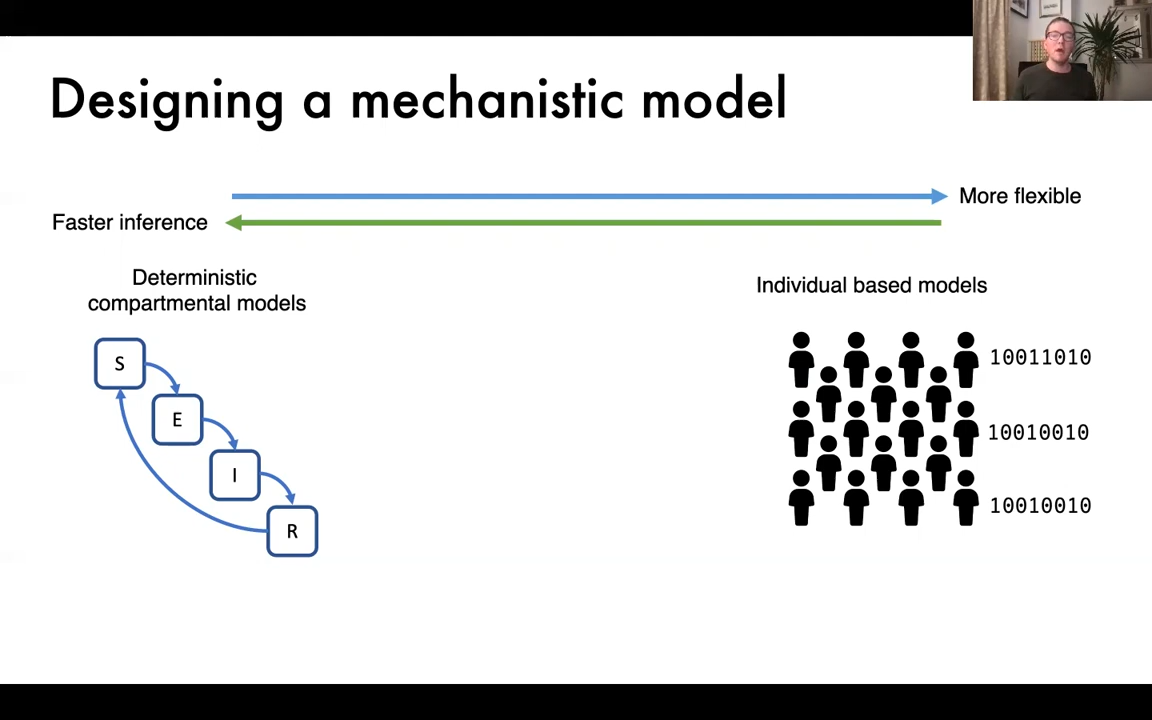 Designing a mechanistic model
More flexible
Faster inference
Deterministic
compartmental models
S
E
I
R
Individual based models
10011010
10010010
10010010